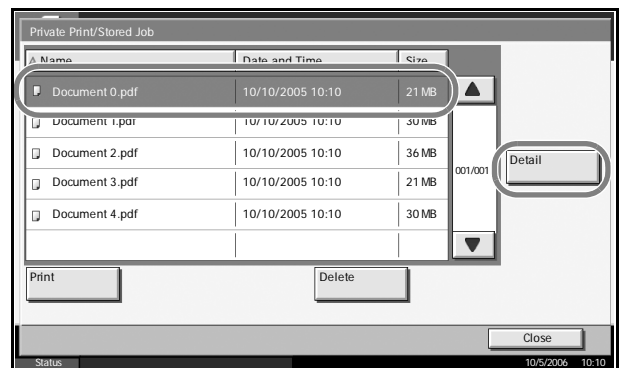 Private Print/Stored Job
Name Date and Time Size
Document 0.pdf 10/10/2005 10:10 21 MB
Document 1.pdf 10/10/2005 10:10 30 MB
Document 2.pdf 10/10/2005 10:10 36 MB
Document 3.pdf 10/10/2005 10:10 21 MB
Document 4.pdf 10/10/2005 10:10 30 MB
001/001
Detail
Print Delete
Close
Status 10/5/2006 10:10